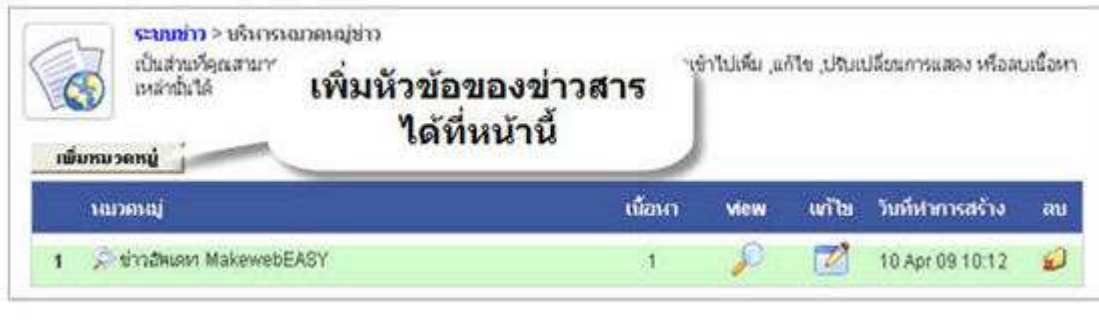 ระบบข่าว > บริหารหมวดหมู่ข่าว
เป็นส่วนที่คุณสามาร เข้าไปเพิ่ม ,แก้ไข ,ปรับเปลี่ยนการแสดง หรือลบเนื้อหา
เหล่านั้นได้
เพิ่มหัวข้อของข่าวสาร
ได้ที่หน้านี้
เพิ่มหมวดหมู่
หมวดหมู่ เนื้อหา view แก้ไข วันที่ทำการสร้าง ลบ
1 ข่าวอัพเดท MakewebEASY 1 10 Apr 09 10:12